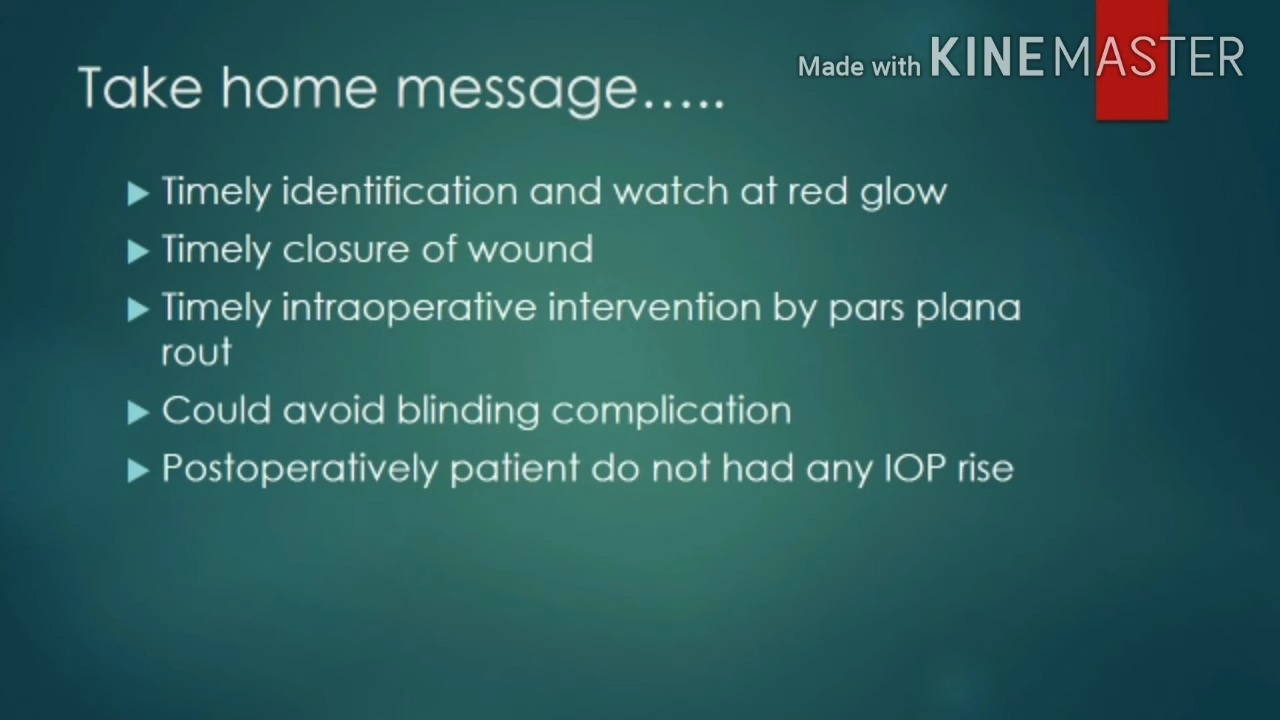 Made with KINEMASTER
Take home message.....
Timely identification and watch at red glow
Timely closure of wound
Timely intraoperative intervention by pars plana
rout
Could avoid blinding complication
Postoperatively patient do not had any IOP rise